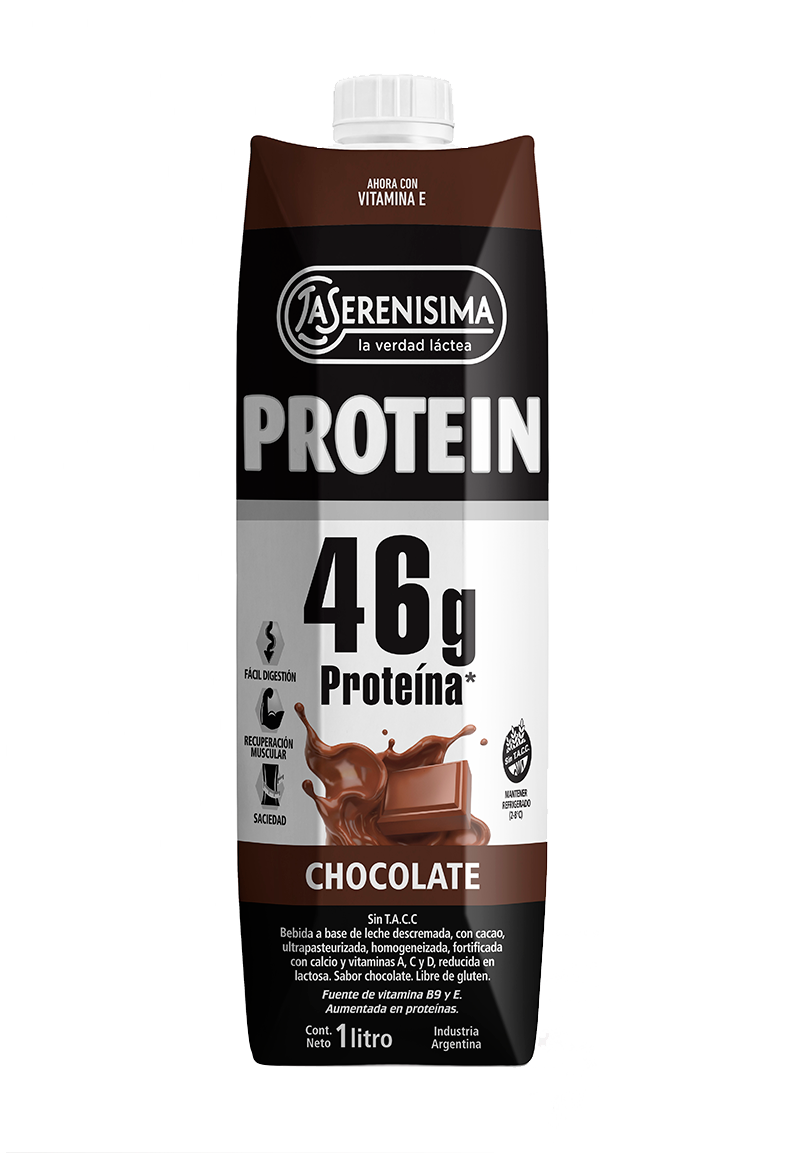 AHORA CON
VITAMINA E
LASERENISIMA
la verdad láctea
PROTEIN
46g
Proteína*
FÁCIL DIGESTIÓN
RECUPERACIÓN
MUSCULAR
SACIEDAD
Sin T.A.C.C.
MANTENER
REFRIGERADO
(2-8°C)
CHOCOLATE
Sin T.A.C.C
Bebida a base de leche descremada, con cacao,
ultrapasteurizada, homogeneizada, fortificada
con calcio y vitaminas A, C y D, reducida en
lactosa. Sabor chocolate. Libre de gluten.
Fuente de vitamina B9 y E.
Aumentada en proteínas.
Cont. Neto 1 litro
Industria
Argentina